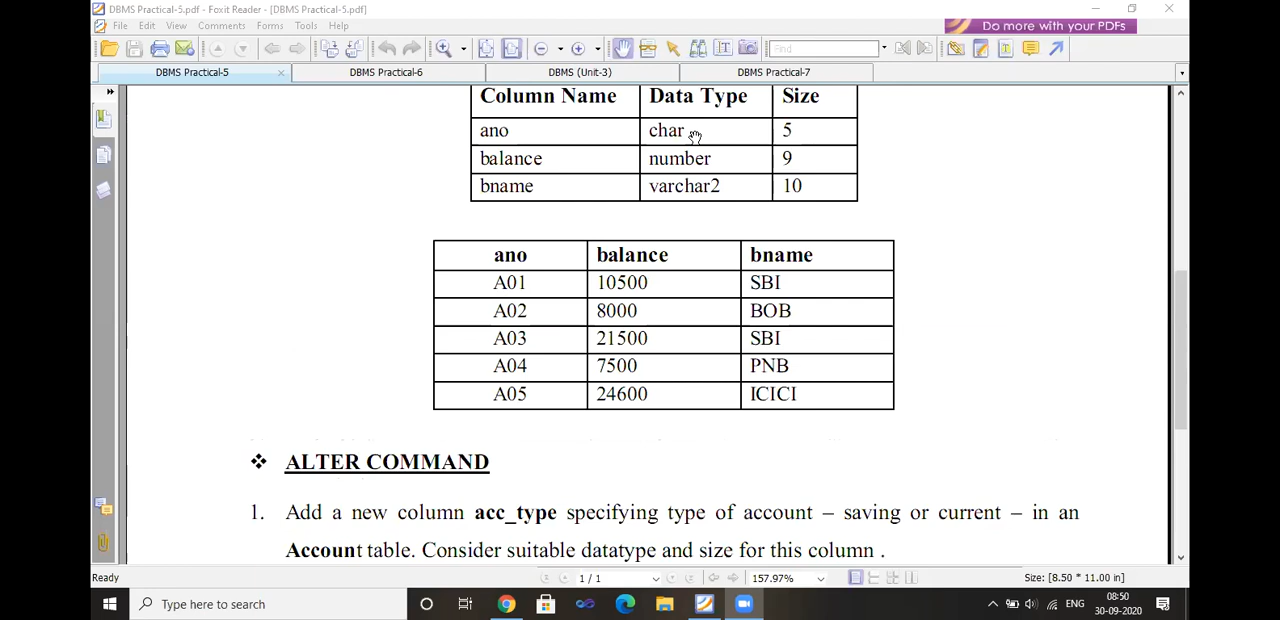 DBMS Practical-5.pdf - Foxit Reader - [DBMS Practical-5.pdf]
File Edit View Comments Forms Tools Help
Do more with your PDFs
Find
DBMS Practical-5 DBMS Practical-6 DBMS (Unit-3) DBMS Practical-7
Column Name Data Type Size
ano char 5
balance number 9
bname varchar2 10
ano balance bname
A01 10500 SBI
A02 8000 BOB
A03 21500 SBI
A04 7500 PNB
A05 24600 ICICI
❖ ALTER COMMAND
1. Add a new column acc_type specifying type of account – saving or current – in an
Account table. Consider suitable datatype and size for this column .
Ready 1 / 1 157.97% Size: [8.50 * 11.00 in]
Type here to search ENG 08:50
30-09-2020